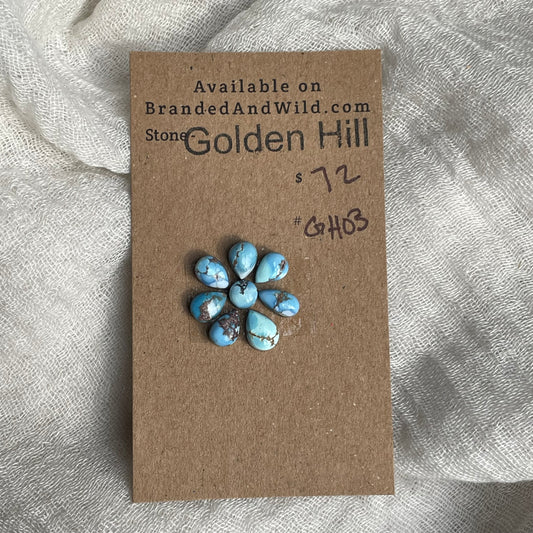 Available on
BrandedAndWild.com
Stone- Golden Hill
$ 72
# GH03